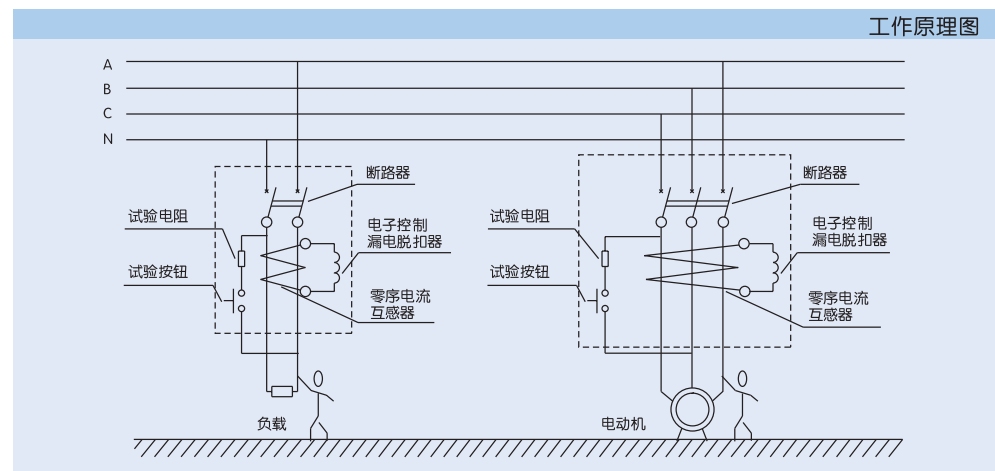 工作原理图
A
B
C
N
断路器
试验电阻
电子控制
漏电脱扣器
试验按钮
零序电流
互感器
负载
断路器
试验电阻
电子控制
漏电脱扣器
试验按钮
零序电流
互感器
电动机